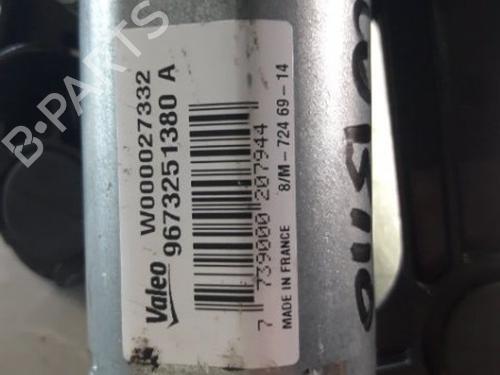 Valeo
W000027332
9673251380 A
7 739000 207944
8/M-724 69-14
MADE IN FRANCE
B-PARTS